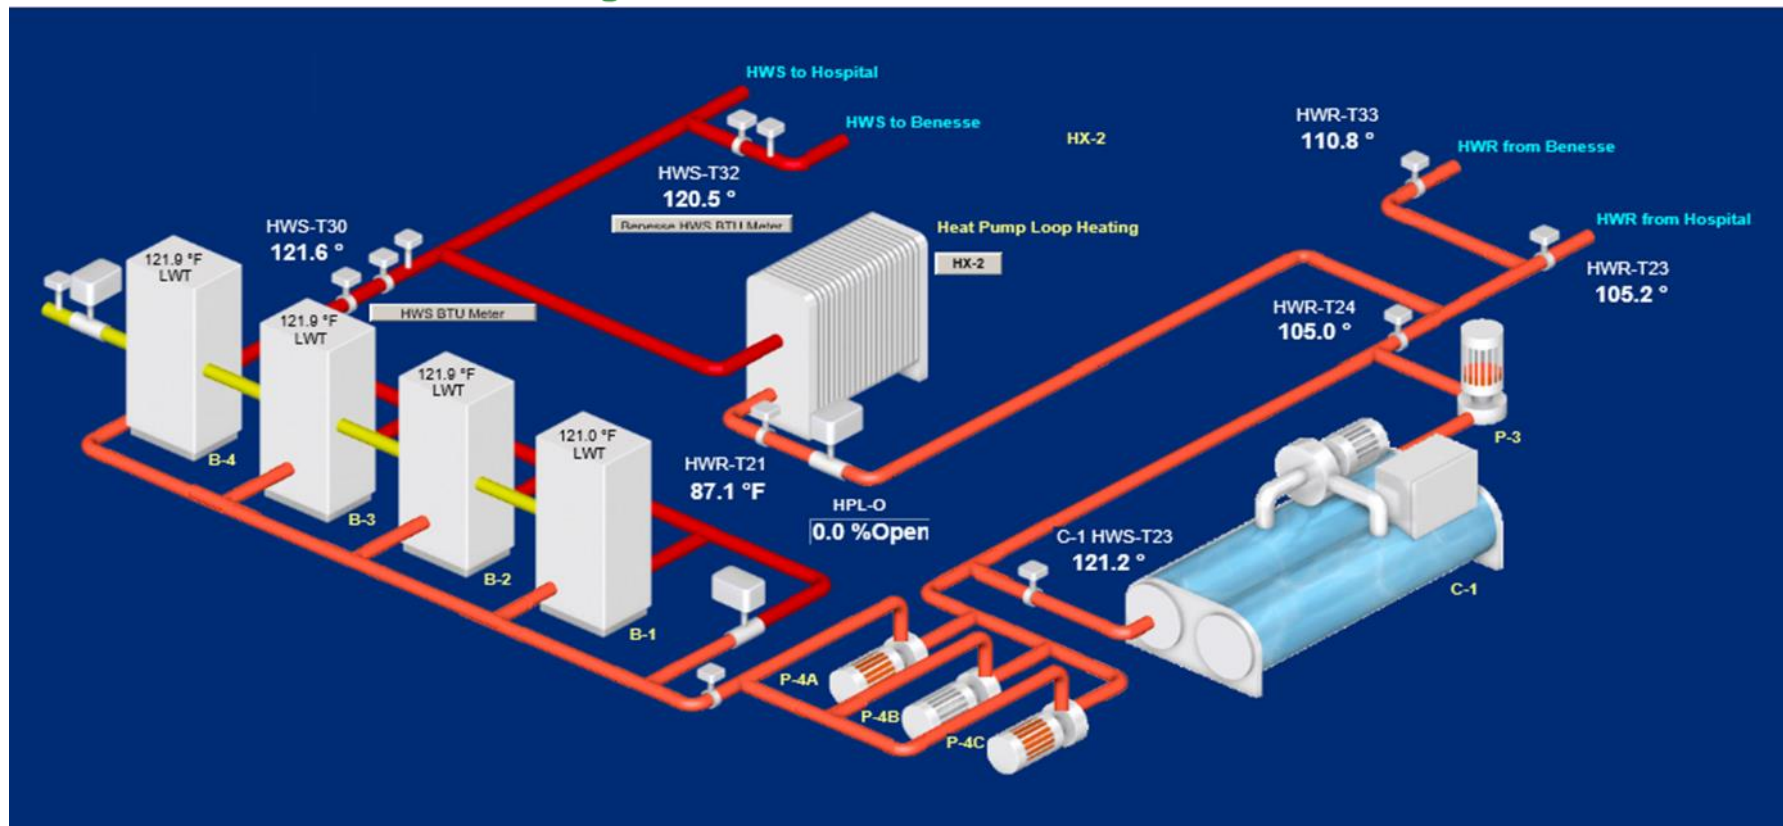 HWS to Hospital
HWS to Benesse
HX-2
HWR-T33
110.8 °
HWR from Benesse
HWS-T32
120.5 °
Benesse HWS BTU Meter
HWS-T30
121.6 °
HWR from Hospital
Heat Pump Loop Heating
HX-2
HWR-T23
105.2 °
HWR-T24
105.0 °
HWS BTU Meter
121.9 °F
LWT
121.9 °F
LWT
121.9 °F
LWT
121.0 °F
LWT
B-4
B-3
B-2
B-1
HWR-T21
87.1 °F
HPL-O
0.0 %Open
P-3
C-1 HWS-T23
121.2 °
C-1
P-4A
P-4B
P-4C